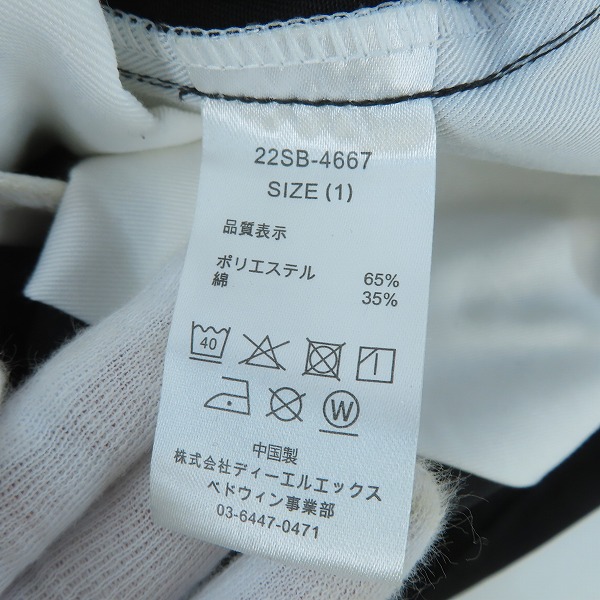 22SB-4667
SIZE (1)
品質表示
ポリエステル 65%
綿 35%
40
W
中国製
株式会社ディーエルエックス
ベドウィン事業部
03-6447-0471